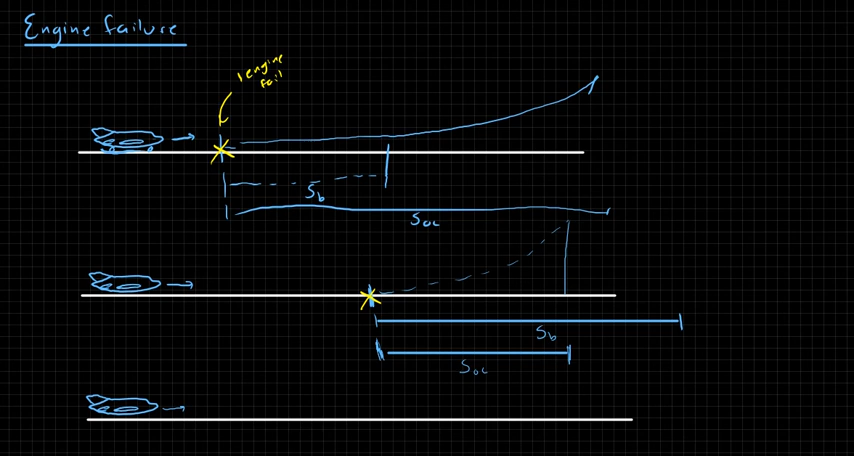 Engine failure
1 engine
fail
S_b
S_oc
S_b
S_oc